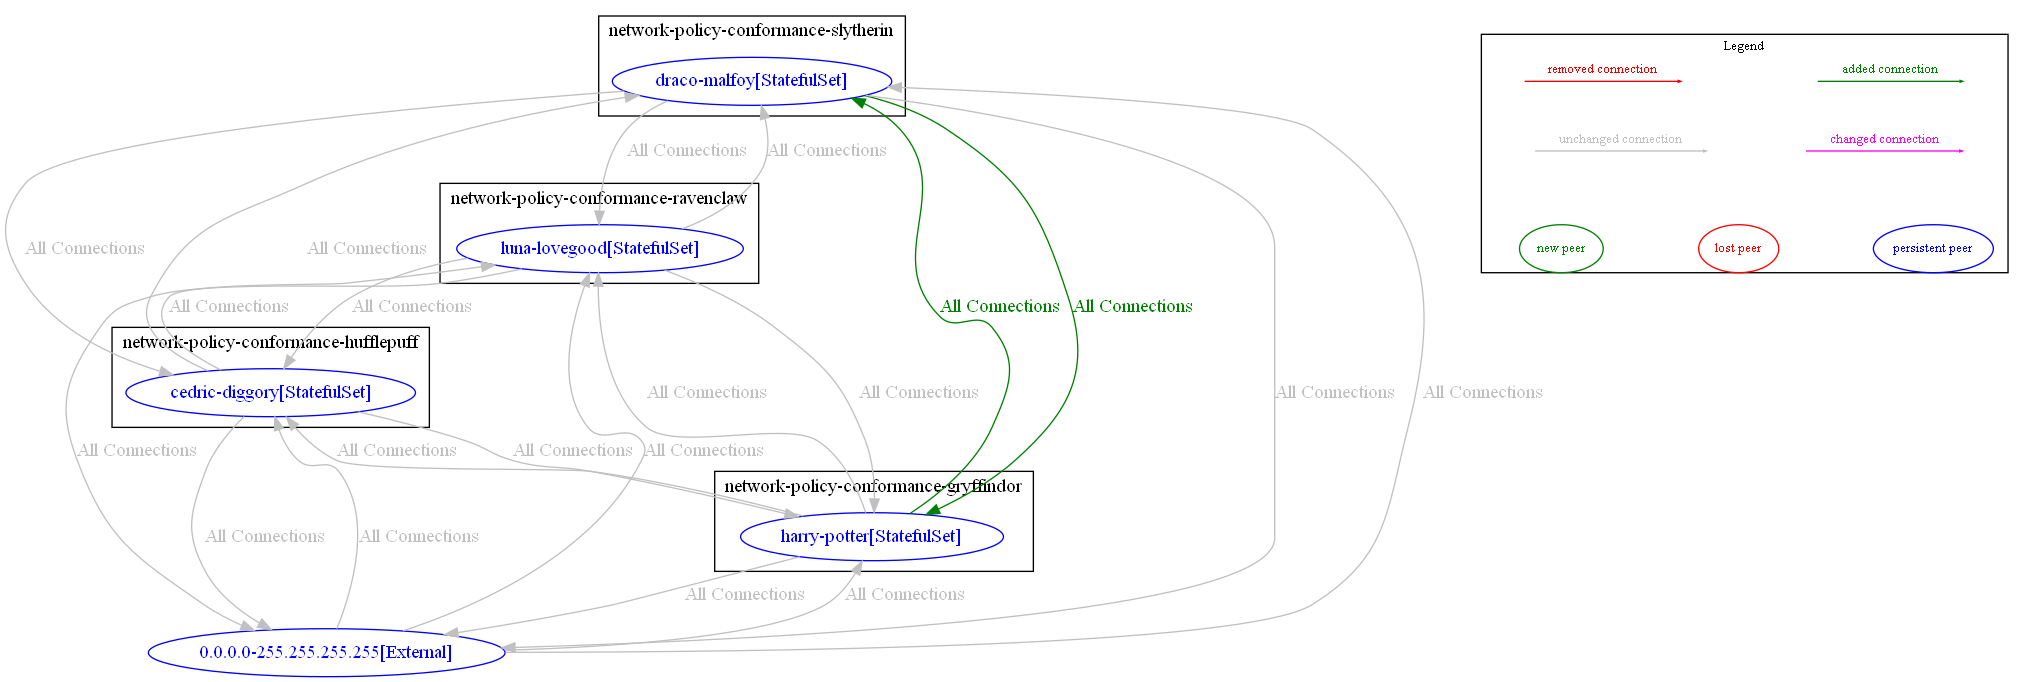 network-policy-conformance-slytherin
draco-malfoy[StatefulSet]
All Connections
All Connections
network-policy-conformance-ravenclaw
luna-lovegood[StatefulSet]
All Connections
All Connections
All Connections
All Connections
All Connections
All Connections
network-policy-conformance-hufflepuff
cedric-diggory[StatefulSet]
All Connections
All Connections
All Connections
All Connections
All Connections
All Connections
All Connections
All Connections
network-policy-conformance-gryffindor
harry-potter[StatefulSet]
All Connections
All Connections
All Connections
All Connections
0.0.0.0-255.255.255.255[External]
Legend
removed connection
added connection
unchanged connection
changed connection
new peer
lost peer
persistent peer